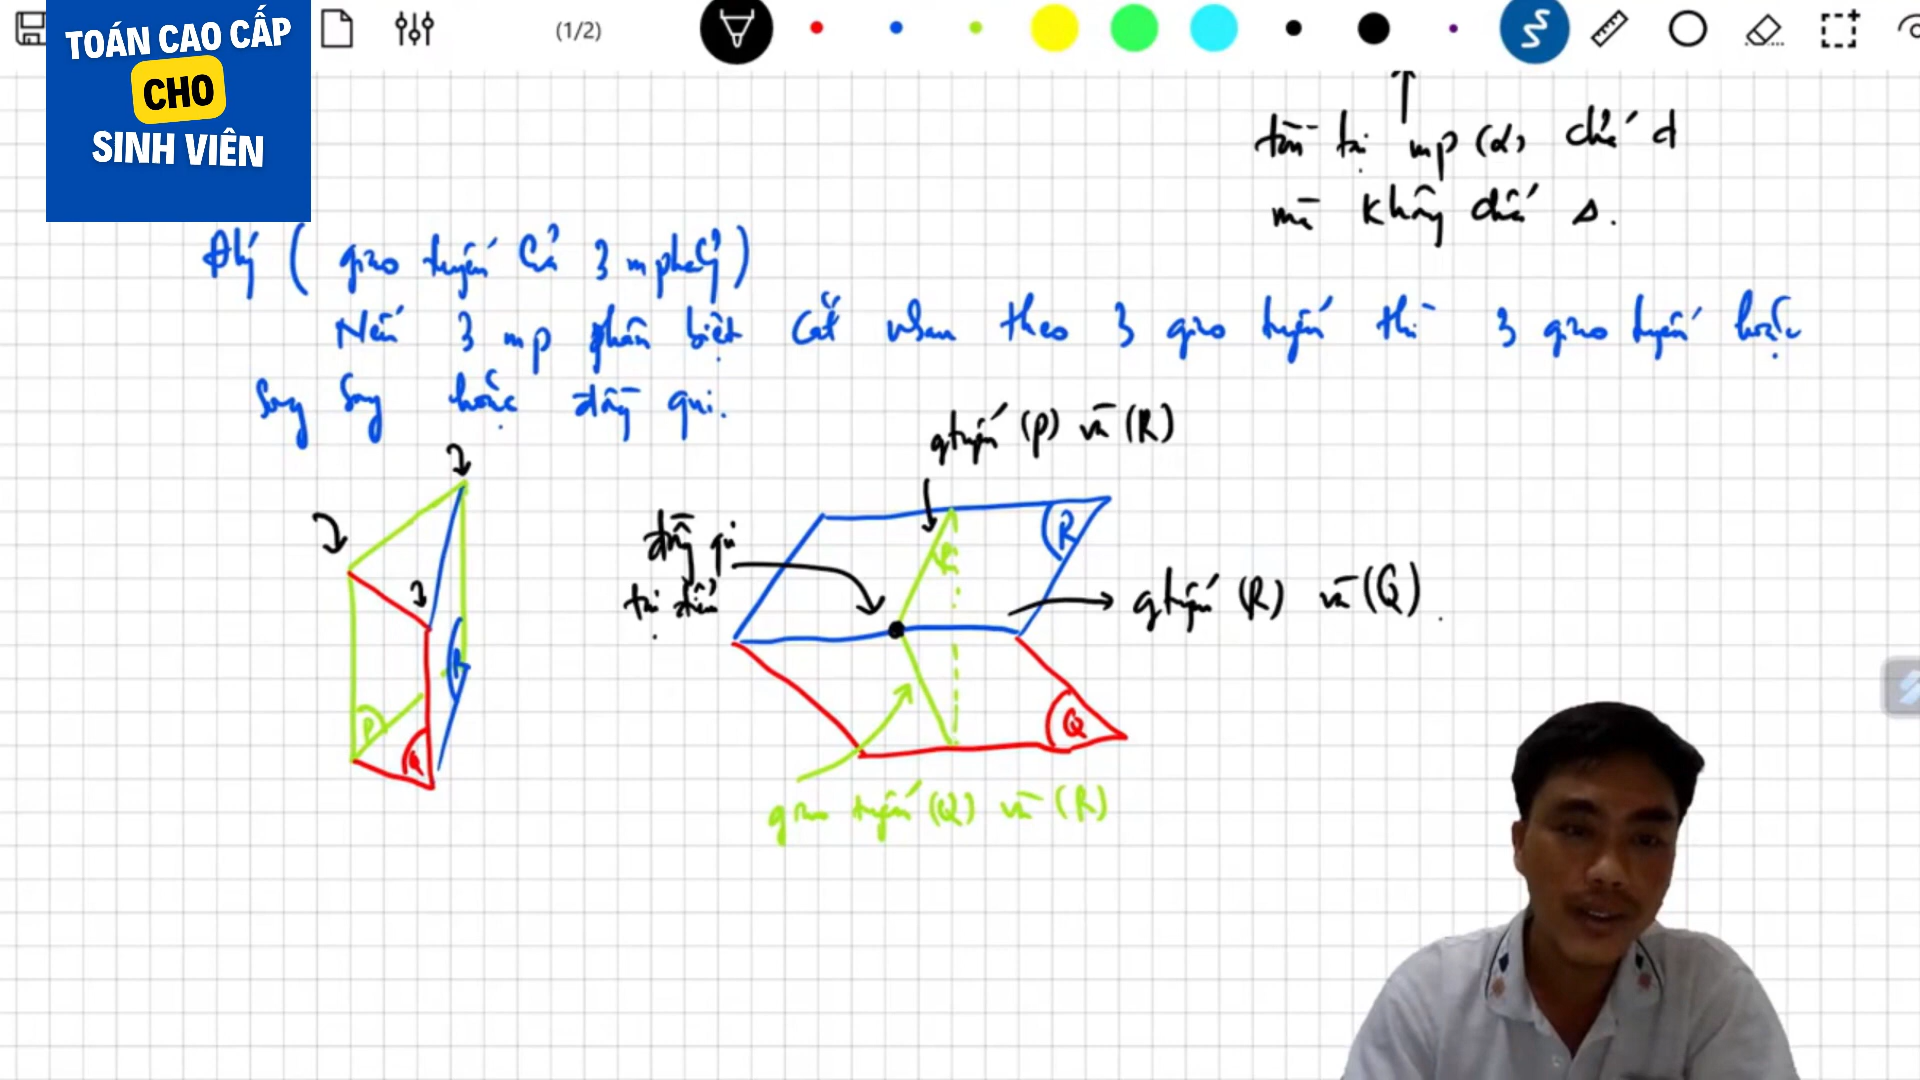 TOÁN CAO CẤP
CHO
SINH VIÊN
(1/2)
tồn tại mp (α) chứa d
mà không chứa Δ.
Đlý ( giao tuyến của 3 mphẳng )
Nếu 3 mp phân biệt cắt nhau theo 3 giao tuyến thì 3 giao tuyến hoặc
song song hoặc đồng qui.
gtuyến (P) và (R)
đồng qui
tại điểm
R
gtuyến (R) và (Q).
P
Q
R
Q
giao tuyến (Q) và (R)